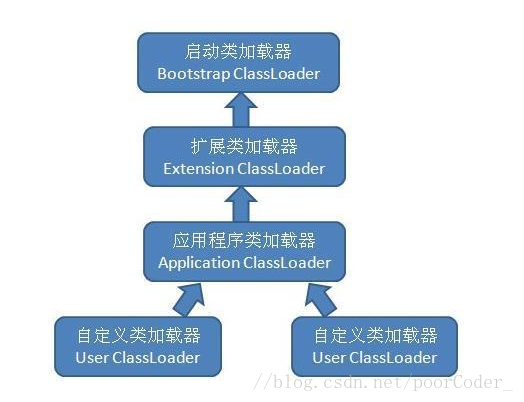 启动类加载器
Bootstrap ClassLoader
扩展类加载器
Extension ClassLoader
应用程序类加载器
Application ClassLoader
自定义类加载器
User ClassLoader
自定义类加载器
User ClassLoader
//blog.csdn.net/poorCoder_